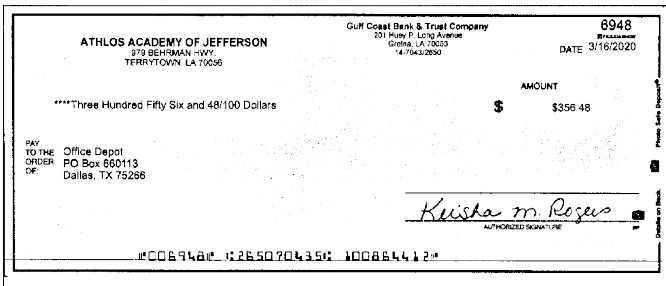 6948
Gulf Coast Bank & Trust Company
201 Huey P. Long Avenue
Gretna, LA 70053
14-7043/2650
DATE 3/16/2020
ATHLOS ACADEMY OF JEFFERSON
979 BEHRMAN HWY.
TERRYTOWN, LA 70056
AMOUNT
****Three Hundred Fifty Six and 48/100 Dollars
$ $356.48
PAY
TO THE
ORDER
OF:
Office Depot
PO Box 660113
Dallas, TX 75266
Keisha M. Rogers
AUTHORIZED SIGNATURE
Photo Safe Deposit®
Details on Back.
⑈006948⑈ ⑆265070435⑆ 100864412⑈